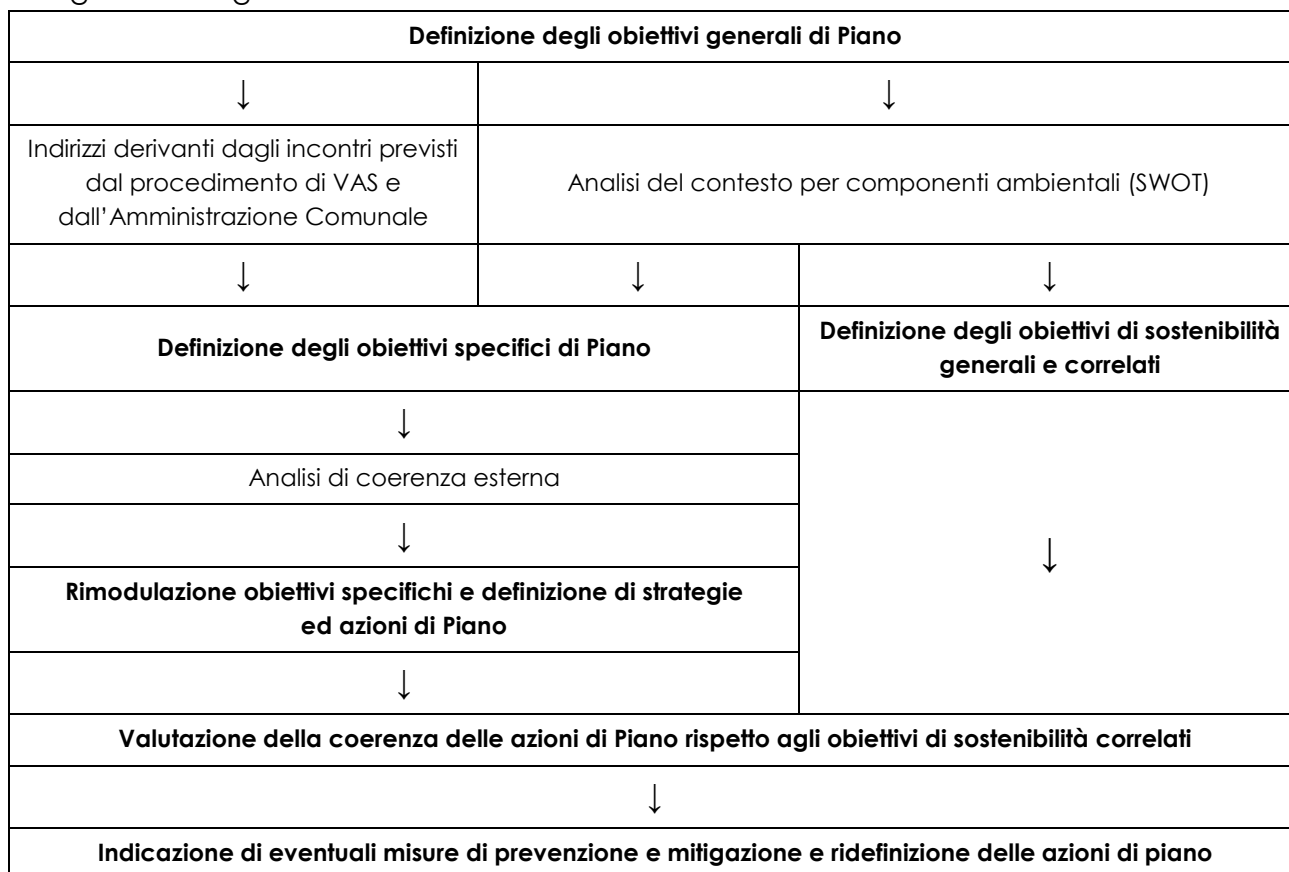 Definizione degli obiettivi generali di Piano
↓ ↓
Indirizzi derivanti dagli incontri previsti
dal procedimento di VAS e
dall'Amministrazione Comunale
Analisi del contesto per componenti ambientali (SWOT)
↓ ↓ ↓
Definizione degli obiettivi specifici di Piano
Definizione degli obiettivi di sostenibilità
generali e correlati
↓
Analisi di coerenza esterna
↓
↓
Rimodulazione obiettivi specifichi e definizione di strategie
ed azioni di Piano
↓
Valutazione della coerenza delle azioni di Piano rispetto agli obiettivi di sostenibilità correlati
↓
Indicazione di eventuali misure di prevenzione e mitigazione e ridefinizione delle azioni di piano